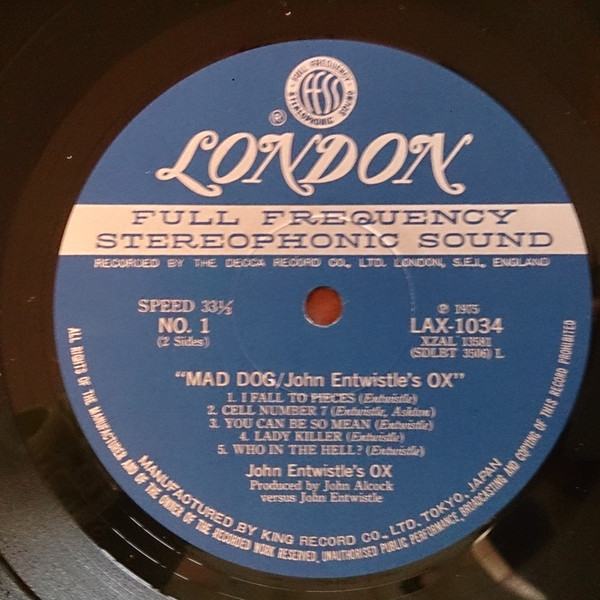 FULL FREQUENCY RANGE
STEREOPHONIC
FFSS
®
LONDON
FULL FREQUENCY
STEREOPHONIC SOUND
RECORDED BY THE DECCA RECORD CO., LTD. LONDON, S.E.I., ENGLAND
SPEED 33⅓
NO. 1
(2 Sides)
℗ 1975
LAX-1034
XZAL 13581
(SDLBT 3506) L
"MAD DOG/John Entwistle's OX"
1. I FALL TO PIECES (Entwistle)
2. CELL NUMBER 7 (Entwistle, Ashton)
3. YOU CAN BE SO MEAN (Entwistle)
4. LADY KILLER (Entwistle)
5. WHO IN THE HELL? (Entwistle)
John Entwistle's OX
Produced by John Alcock
versus John Entwistle
MANUFACTURED BY KING RECORD CO., LTD. TOKYO, JAPAN
ALL RIGHTS OF THE MANUFACTURER AND OF THE OWNER OF THE RECORDED WORK RESERVED, UNAUTHORISED PUBLIC PERFORMANCE, BROADCASTING AND COPYING OF THIS RECORD PROHIBITED